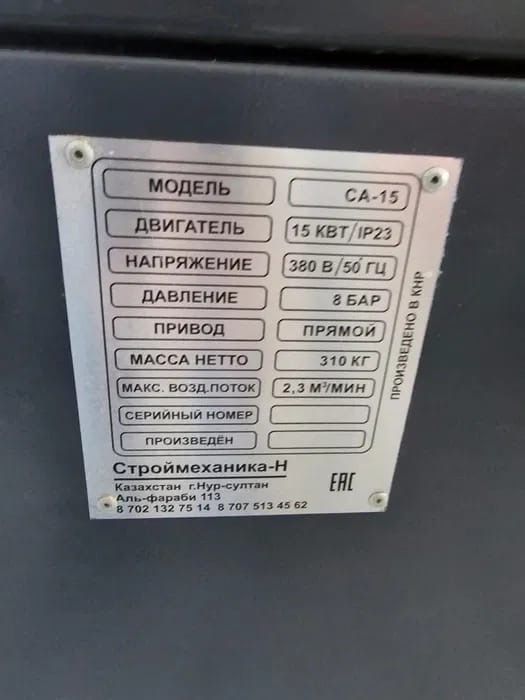 МОДЕЛЬ СА-15
ДВИГАТЕЛЬ 15 КВТ/IP23
НАПРЯЖЕНИЕ 380 В/50 ГЦ
ДАВЛЕНИЕ 8 БАР
ПРИВОД ПРЯМОЙ
МАССА НЕТТО 310 КГ
МАКС. ВОЗД.ПОТОК 2,3 М³/МИН
СЕРИЙНЫЙ НОМЕР
ПРОИЗВЕДЁН
ПРОИЗВЕДЕНО В КНР
Строймеханика-Н
Казахстан г.Нур-султан
Аль-фараби 113
8 702 132 75 14 8 707 513 45 62
ЕАС